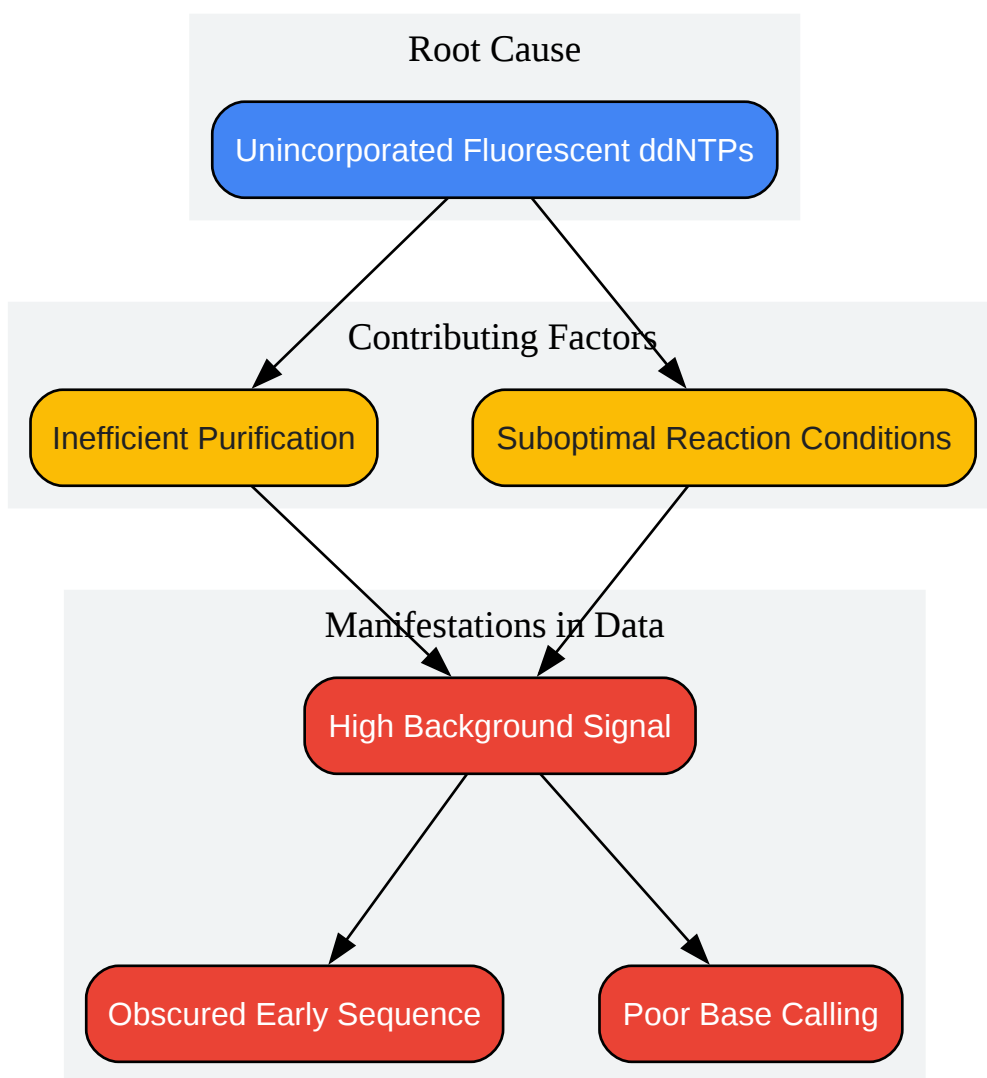 Root Cause
Unincorporated Fluorescent ddNTPs
Contributing Factors
Inefficient Purification
Suboptimal Reaction Conditions
Manifestations in Data
High Background Signal
Obscured Early Sequence
Poor Base Calling